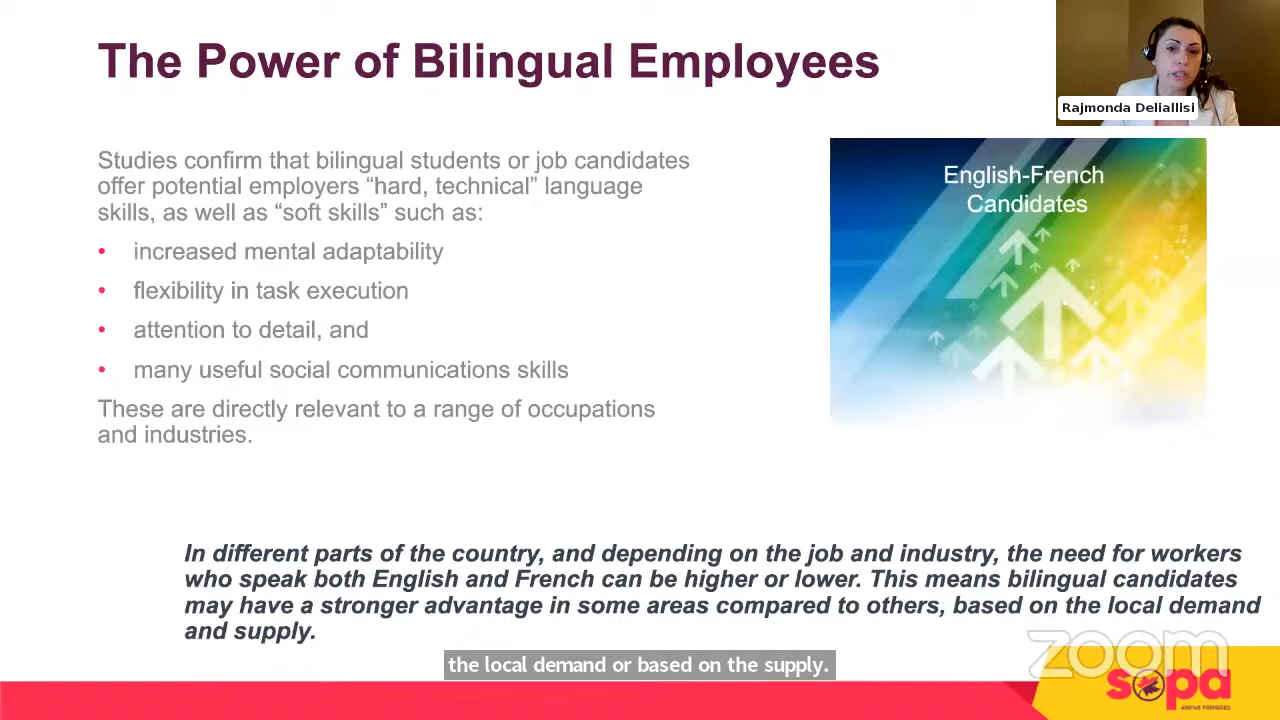 The Power of Bilingual Employees
Rajmonda Deliallisi
Studies confirm that bilingual students or job candidates
offer potential employers “hard, technical” language
skills, as well as “soft skills” such as:
• increased mental adaptability
• flexibility in task execution
• attention to detail, and
• many useful social communications skills
These are directly relevant to a range of occupations
and industries.
English-French
Candidates
In different parts of the country, and depending on the job and industry, the need for workers
who speak both English and French can be higher or lower. This means bilingual candidates
may have a stronger advantage in some areas compared to others, based on the local demand
and supply.
the local demand or based on the supply.
zoom
sopa
ARRIVE PREPARED